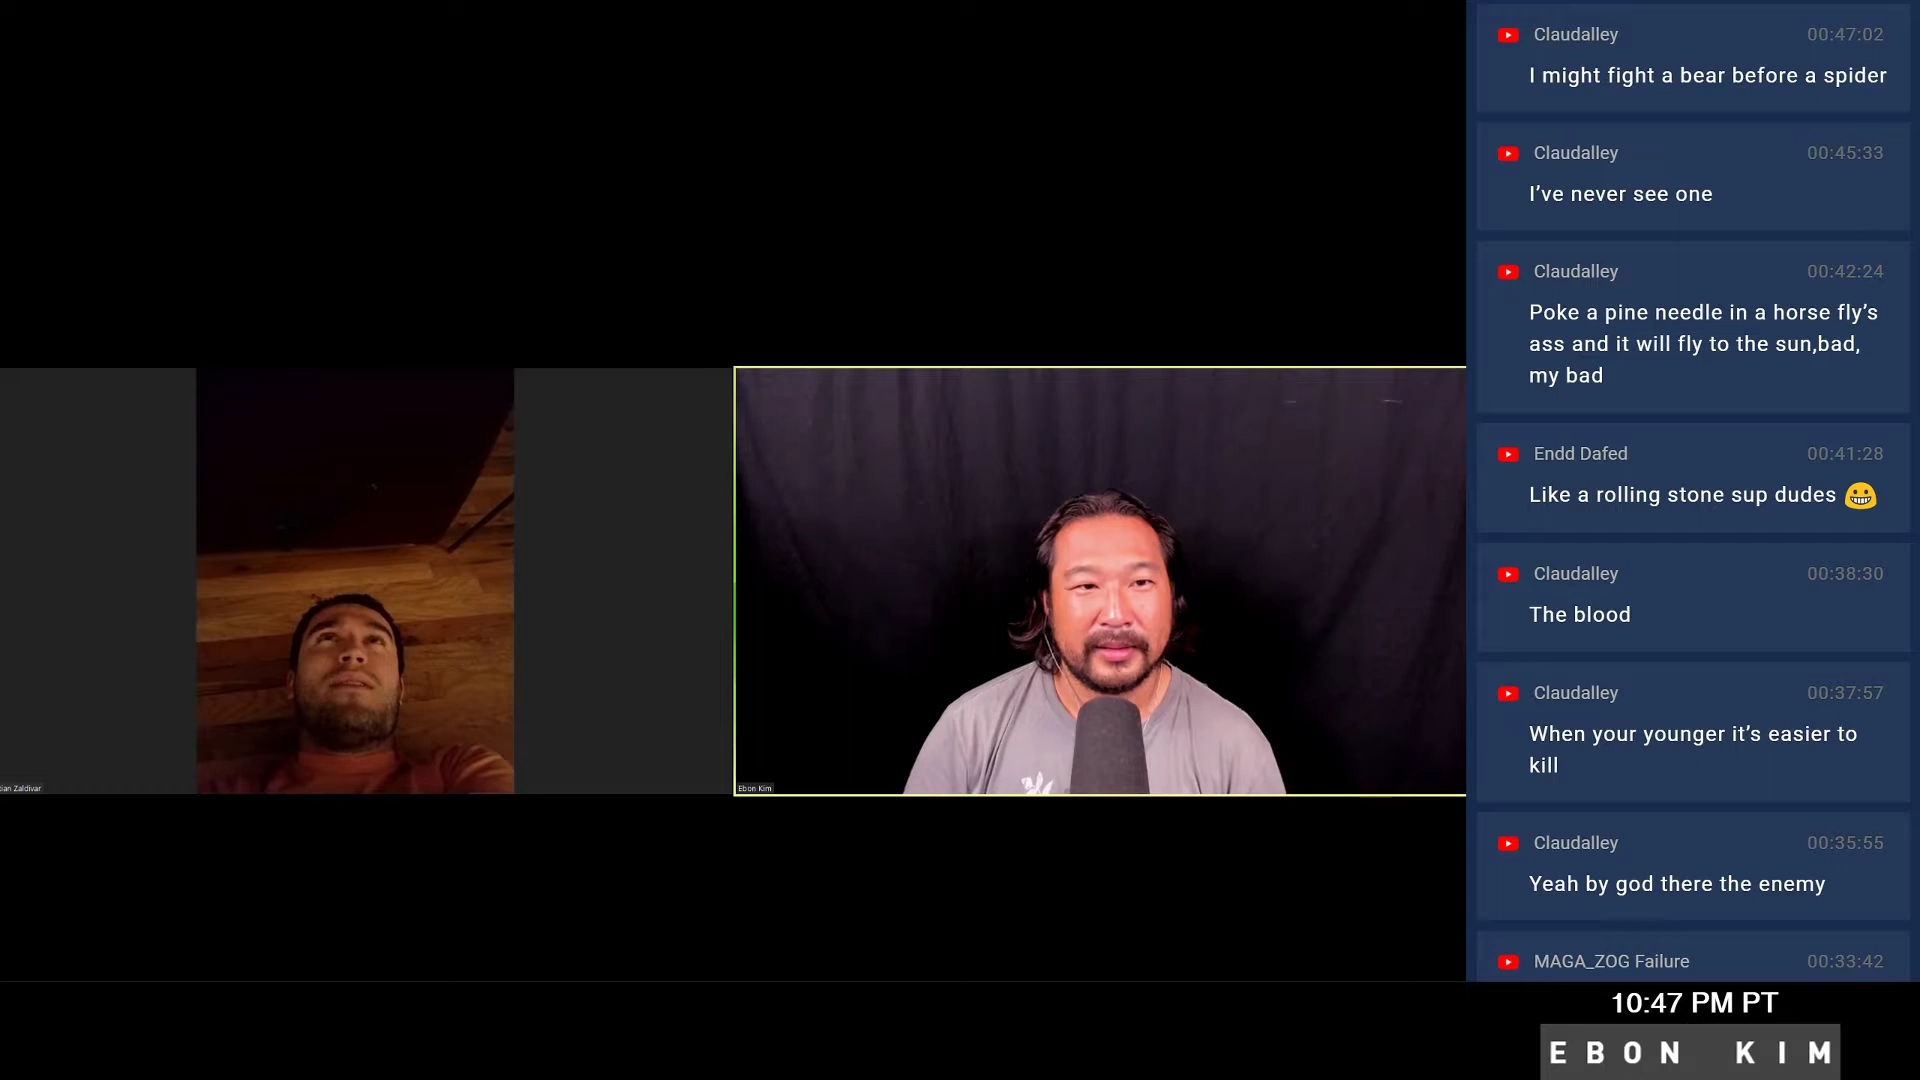 Claudalley 00:47:02
I might fight a bear before a spider
Claudalley 00:45:33
I’ve never see one
Claudalley 00:42:24
Poke a pine needle in a horse fly’s
ass and it will fly to the sun,bad,
my bad
Endd Dafed 00:41:28
Like a rolling stone sup dudes 😀
Claudalley 00:38:30
The blood
Claudalley 00:37:57
When your younger it’s easier to
kill
Claudalley 00:35:55
Yeah by god there the enemy
MAGA_ZOG Failure 00:33:42
ian Zaldivar
Ebon Kim
10:47 PM PT
EBON KIM